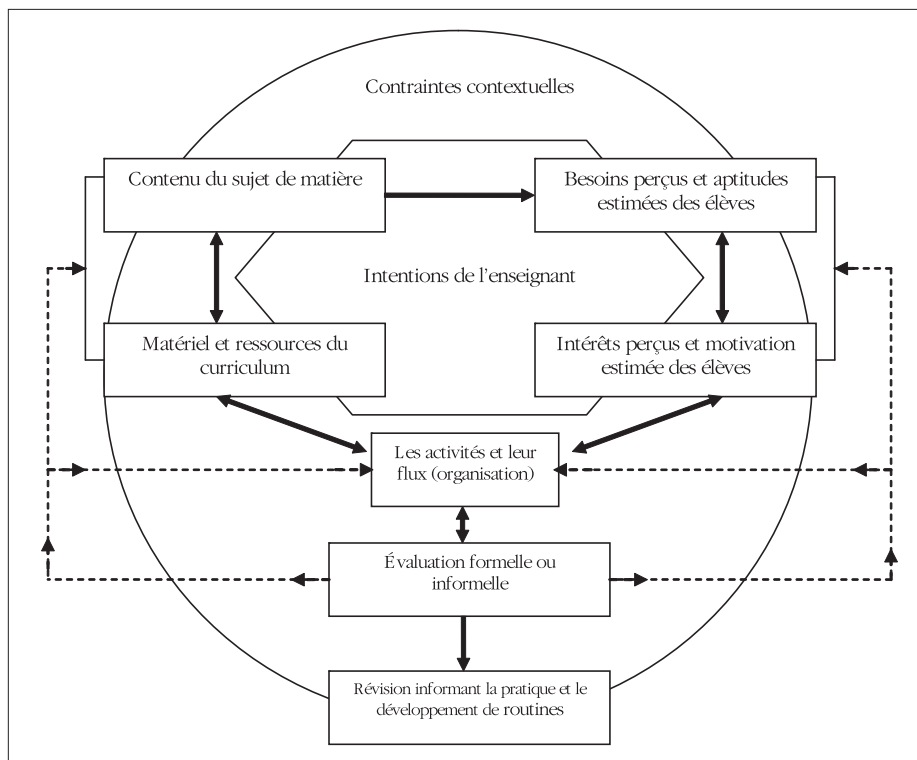 Contraintes contextuelles
Contenu du sujet de matière
Besoins perçus et aptitudes
estimées des élèves
Intentions de l'enseignant
Matériel et ressources du
curriculum
Intérêts perçus et motivation
estimée des élèves
Les activités et leur
flux (organisation)
Évaluation formelle ou
informelle
Révision informant la pratique et le
développement de routines